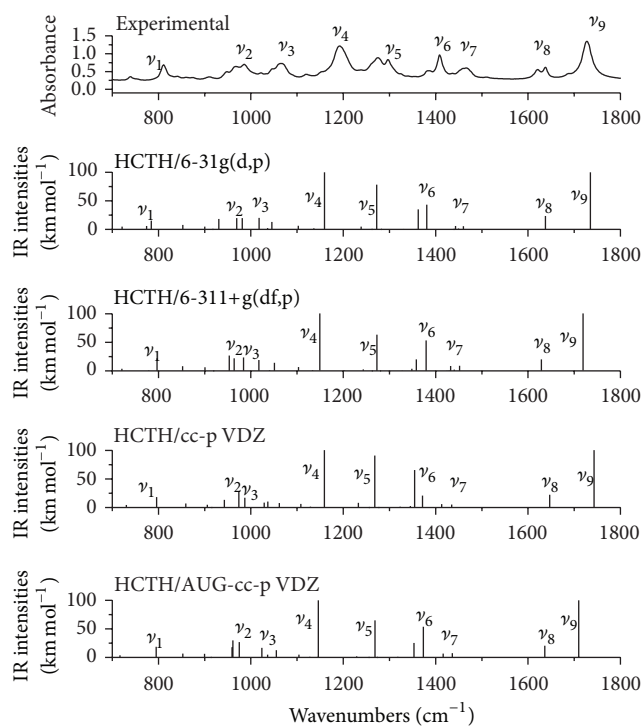 Experimental
Absorbance
1.5
1.0
0.5
0.0
ν1 ν2 ν3 ν4 ν5 ν6 ν7 ν8 ν9
800 1000 1200 1400 1600 1800
HCTH/6-31g(d,p)
IR intensities
(km mol−1)
100
50
0
ν1 ν2 ν3 ν4 ν5 ν6 ν7 ν8 ν9
800 1000 1200 1400 1600 1800
HCTH/6-311+g(df,p)
IR intensities
(km mol−1)
100
50
0
ν1 ν2 ν3 ν4 ν5 ν6 ν7 ν8 ν9
800 1000 1200 1400 1600 1800
HCTH/cc-p VDZ
IR intensities
(km mol−1)
100
50
0
ν1 ν2 ν3 ν4 ν5 ν6 ν7 ν8 ν9
800 1000 1200 1400 1600 1800
HCTH/AUG-cc-p VDZ
IR intensities
(km mol−1)
100
50
0
ν1 ν2 ν3 ν4 ν5 ν6 ν7 ν8 ν9
800 1000 1200 1400 1600 1800
Wavenumbers (cm−1)